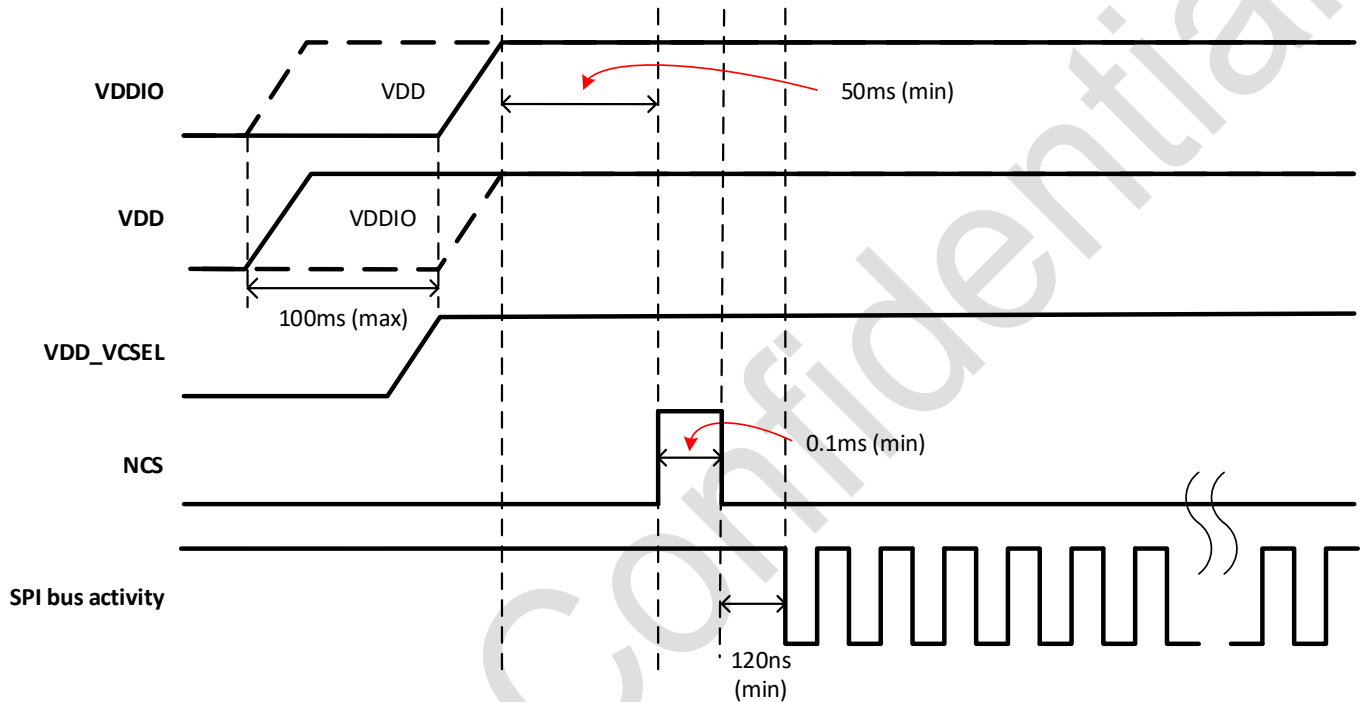 VDDIO
VDD
50ms (min)
VDD
VDDIO
100ms (max)
VDD_VCSEL
NCS
0.1ms (min)
SPI bus activity
120ns
(min)
Confidential